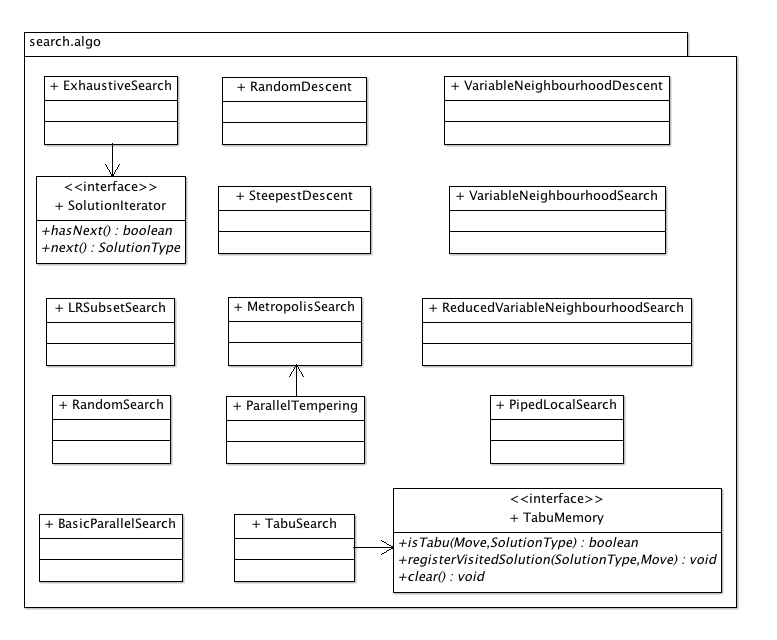 search.algo
+ ExhaustiveSearch
+ RandomDescent
+ VariableNeighbourhoodDescent
<<interface>>
+ SolutionIterator
+hasNext() : boolean
+next() : SolutionType
+ SteepestDescent
+ VariableNeighbourhoodSearch
+ LRSubsetSearch
+ MetropolisSearch
+ ReducedVariableNeighbourhoodSearch
+ RandomSearch
+ ParallelTempering
+ PipedLocalSearch
+ BasicParallelSearch
+ TabuSearch
<<interface>>
+ TabuMemory
+isTabu(Move,SolutionType) : boolean
+registerVisitedSolution(SolutionType,Move) : void
+clear() : void